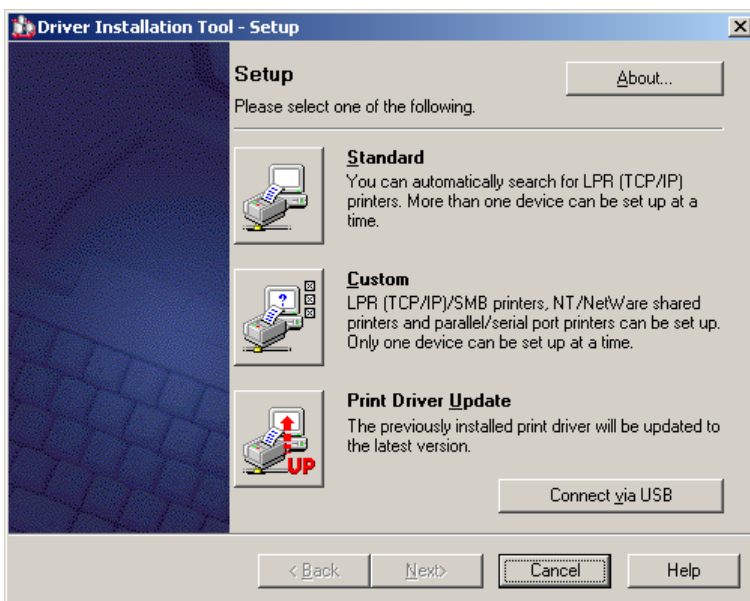 Driver Installation Tool - Setup
Setup
About...
Please select one of the following.
Standard
You can automatically search for LPR (TCP/IP)
printers. More than one device can be set up at a
time.
?
Custom
LPR (TCP/IP)/SMB printers, NT/NetWare shared
printers and parallel/serial port printers can be set up.
Only one device can be set up at a time.
UP
Print Driver Update
The previously installed print driver will be updated to
the latest version.
Connect via USB
< Back
Next>
Cancel
Help